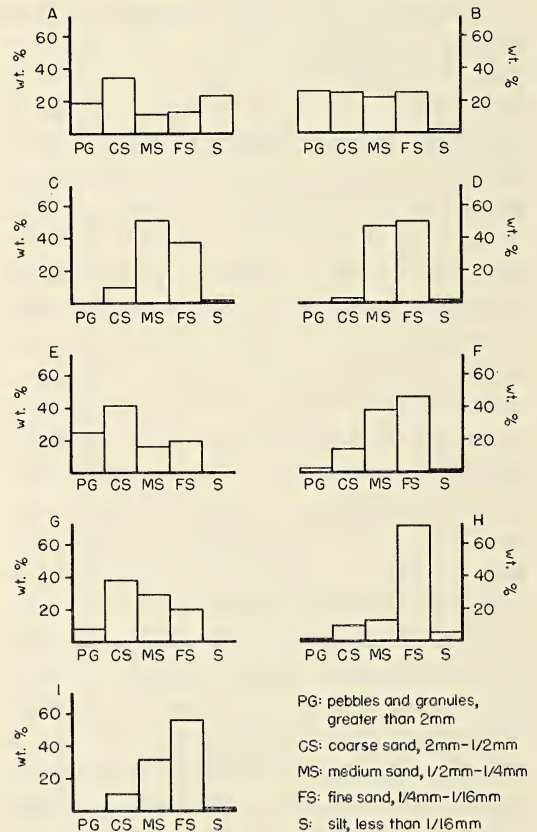 A
wt. %
60
40
20
PG CS MS FS S
B
60
40
20
wt. %
PG CS MS FS S
C
wt. %
60
40
20
PG CS MS FS S
D
60
40
20
wt. %
PG CS MS FS S
E
wt. %
60
40
20
PG CS MS FS S
F
60
40
20
wt. %
PG CS MS FS S
G
wt. %
60
40
20
PG CS MS FS S
H
60
40
20
wt. %
PG CS MS FS S
I
wt. %
60
40
20
PG CS MS FS S
PG: pebbles and granules,
greater than 2mm
CS: coarse sand, 2mm-1/2mm
MS: medium sand, 1/2mm-1/4mm
FS: fine sand, 1/4mm-1/16mm
S: silt, less than 1/16mm